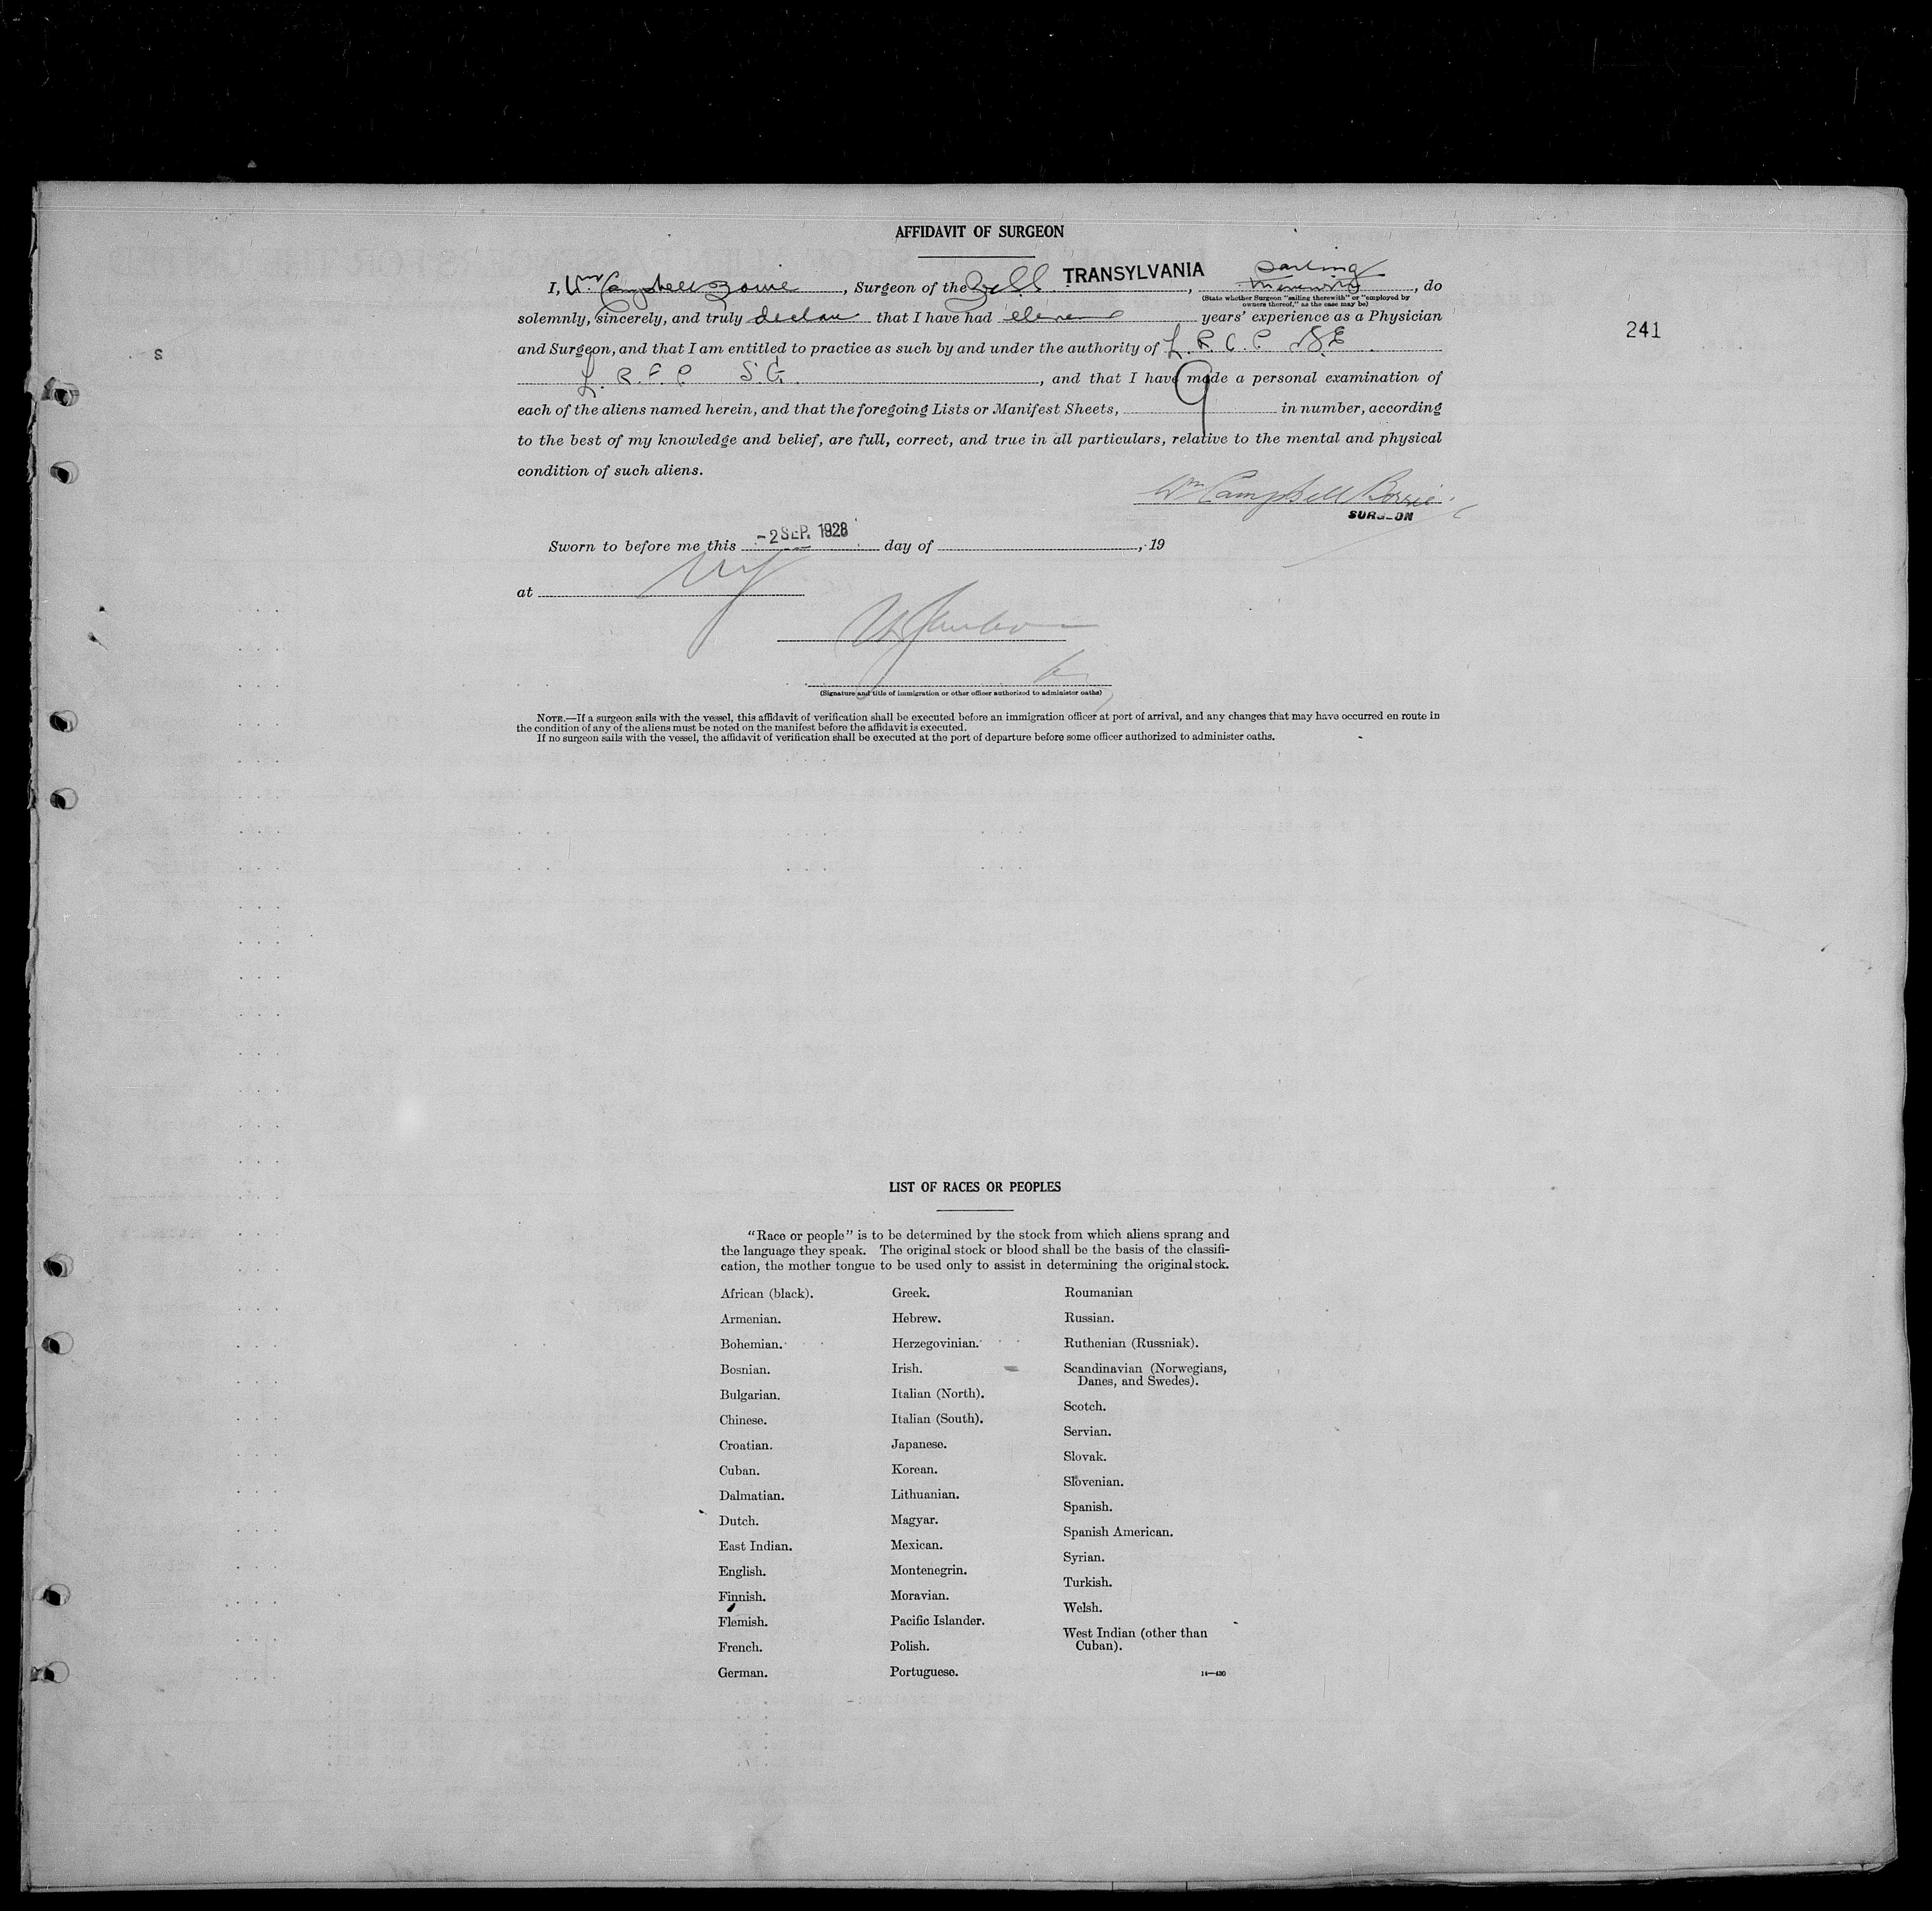 AFFIDAVIT OF SURGEON
I, Wm Campbell, Surgeon of the TRANSYLVANIA, sailing therewith, do
(State whether Surgeon "sailing therewith" or "employed by
owners thereof," as the case may be)
solemnly, sincerely, and truly declare that I have had eleven years' experience as a Physician
241
and Surgeon, and that I am entitled to practice as such by and under the authority of L.R.C.P.
s
L.R.F.P. S.G., and that I have made a personal examination of
each of the aliens named herein, and that the foregoing Lists or Manifest Sheets, 9 in number, according
to the best of my knowledge and belief, are full, correct, and true in all particulars, relative to the mental and physical
condition of such aliens.
Wm Campbell
SURGEON
Sworn to before me this -2 SEP. 1928 day of , 19
at NY
(Signature and title of immigration or other officer authorized to administer oaths)
NOTE.—If a surgeon sails with the vessel, this affidavit of verification shall be executed before an immigration officer at port of arrival, and any changes that may have occurred en route in
the condition of any of the aliens must be noted on the manifest before the affidavit is executed.
If no surgeon sails with the vessel, the affidavit of verification shall be executed at the port of departure before some officer authorized to administer oaths.
LIST OF RACES OR PEOPLES
"Race or people" is to be determined by the stock from which aliens sprang and
the language they speak. The original stock or blood shall be the basis of the classifi-
cation, the mother tongue to be used only to assist in determining the original stock.
African (black).
Armenian.
Bohemian.
Bosnian.
Bulgarian.
Chinese.
Croatian.
Cuban.
Dalmatian.
Dutch.
East Indian.
English.
Finnish.
Flemish.
French.
German.
Greek.
Hebrew.
Herzegovinian.
Irish.
Italian (North).
Italian (South).
Japanese.
Korean.
Lithuanian.
Magyar.
Mexican.
Montenegrin.
Moravian.
Pacific Islander.
Polish.
Portuguese.
Roumanian
Russian.
Ruthenian (Russniak).
Scandinavian (Norwegians,
Danes, and Swedes).
Scotch.
Servian.
Slovak.
Slovenian.
Spanish.
Spanish American.
Syrian.
Turkish.
Welsh.
West Indian (other than
Cuban).
14—430